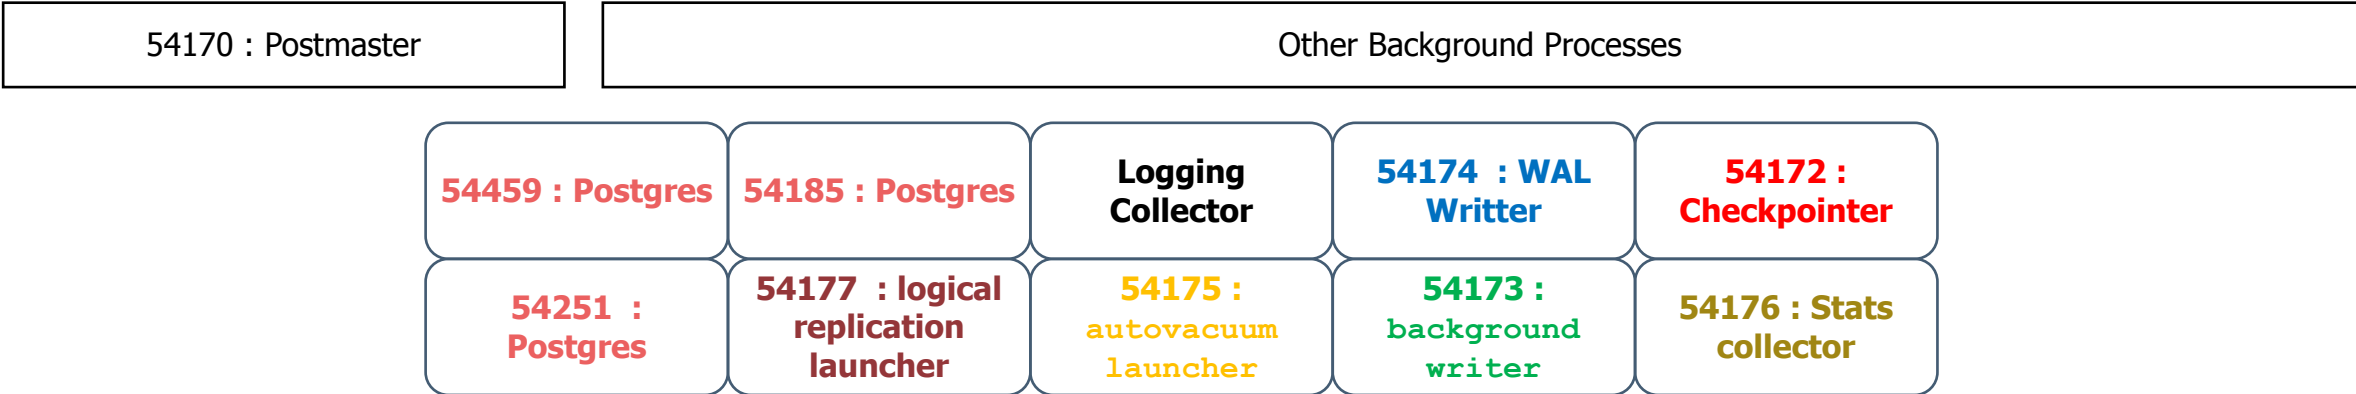 54170 : Postmaster
Other Background Processes
54459 : Postgres
54185 : Postgres
Logging
Collector
54174  : WAL
Writter
54172 :
Checkpointer
54251  :
Postgres
54177  : logical
replication
launcher
54175 :
autovacuum
launcher
54173 :
background
writer
54176 : Stats
collector